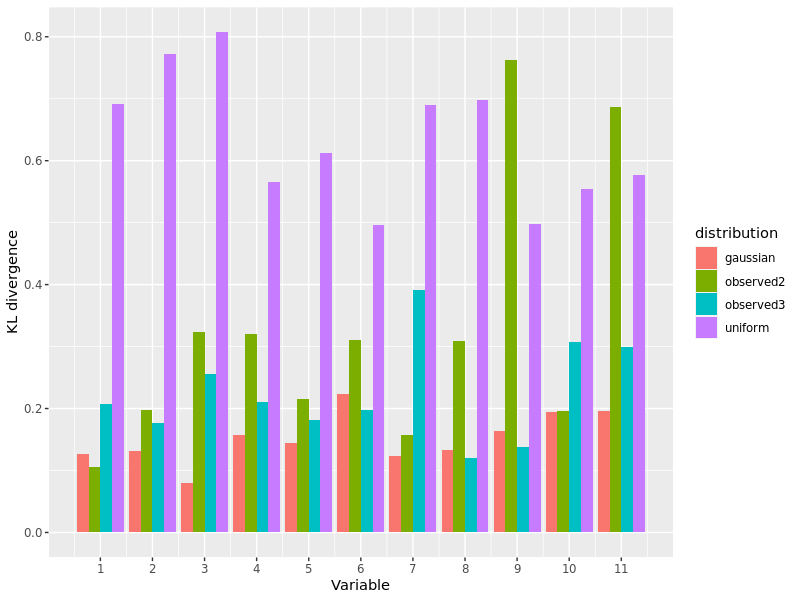 KL divergence
0.8
0.6
0.4
0.2
0.0
1 2 3 4 5 6 7 8 9 10 11
Variable
distribution
gaussian
observed2
observed3
uniform